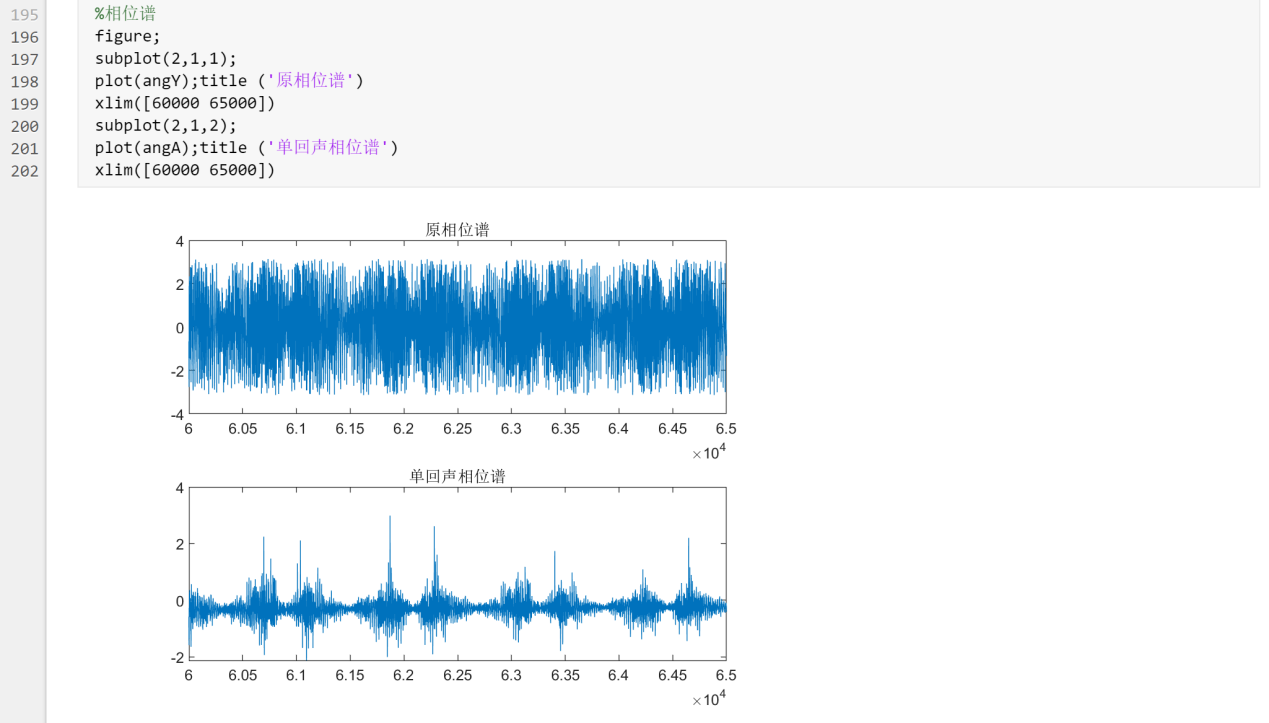 195 %相位谱
196 figure;
197 subplot(2,1,1);
198 plot(angY);title ('原相位谱')
199 xlim([60000 65000])
200 subplot(2,1,2);
201 plot(angA);title ('单回声相位谱')
202 xlim([60000 65000])
原相位谱
4
2
0
-2
-4
6 6.05 6.1 6.15 6.2 6.25 6.3 6.35 6.4 6.45 6.5
×10^4
单回声相位谱
4
2
0
-2
6 6.05 6.1 6.15 6.2 6.25 6.3 6.35 6.4 6.45 6.5
×10^4